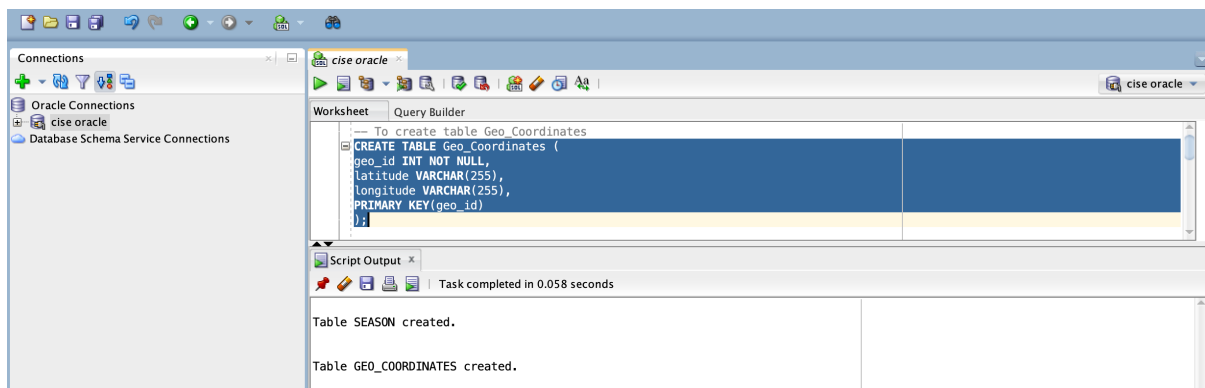 Connections
Oracle Connections
cise oracle
Database Schema Service Connections
cise oracle
cise oracle
Worksheet Query Builder
-- To create table Geo_Coordinates
CREATE TABLE Geo_Coordinates (
geo_id INT NOT NULL,
latitude VARCHAR(255),
longitude VARCHAR(255),
PRIMARY KEY(geo_id)
);
Script Output
Task completed in 0.058 seconds
Table SEASON created.
Table GEO_COORDINATES created.